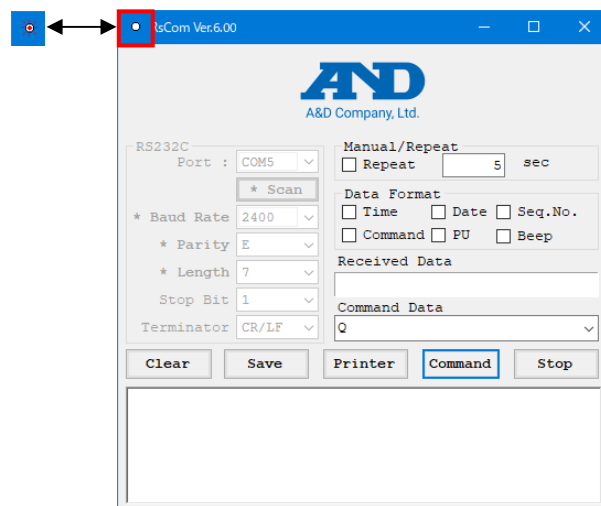 RsCom Ver.6.00
AND
A&D Company, Ltd.
RS232C
Port : COM5
* Scan
* Baud Rate 2400
* Parity E
* Length 7
Stop Bit 1
Terminator CR/LF
Manual/Repeat
Repeat 5 sec
Data Format
Time Date Seq.No.
Command PU Beep
Received Data
Command Data
Q
Clear Save Printer Command Stop